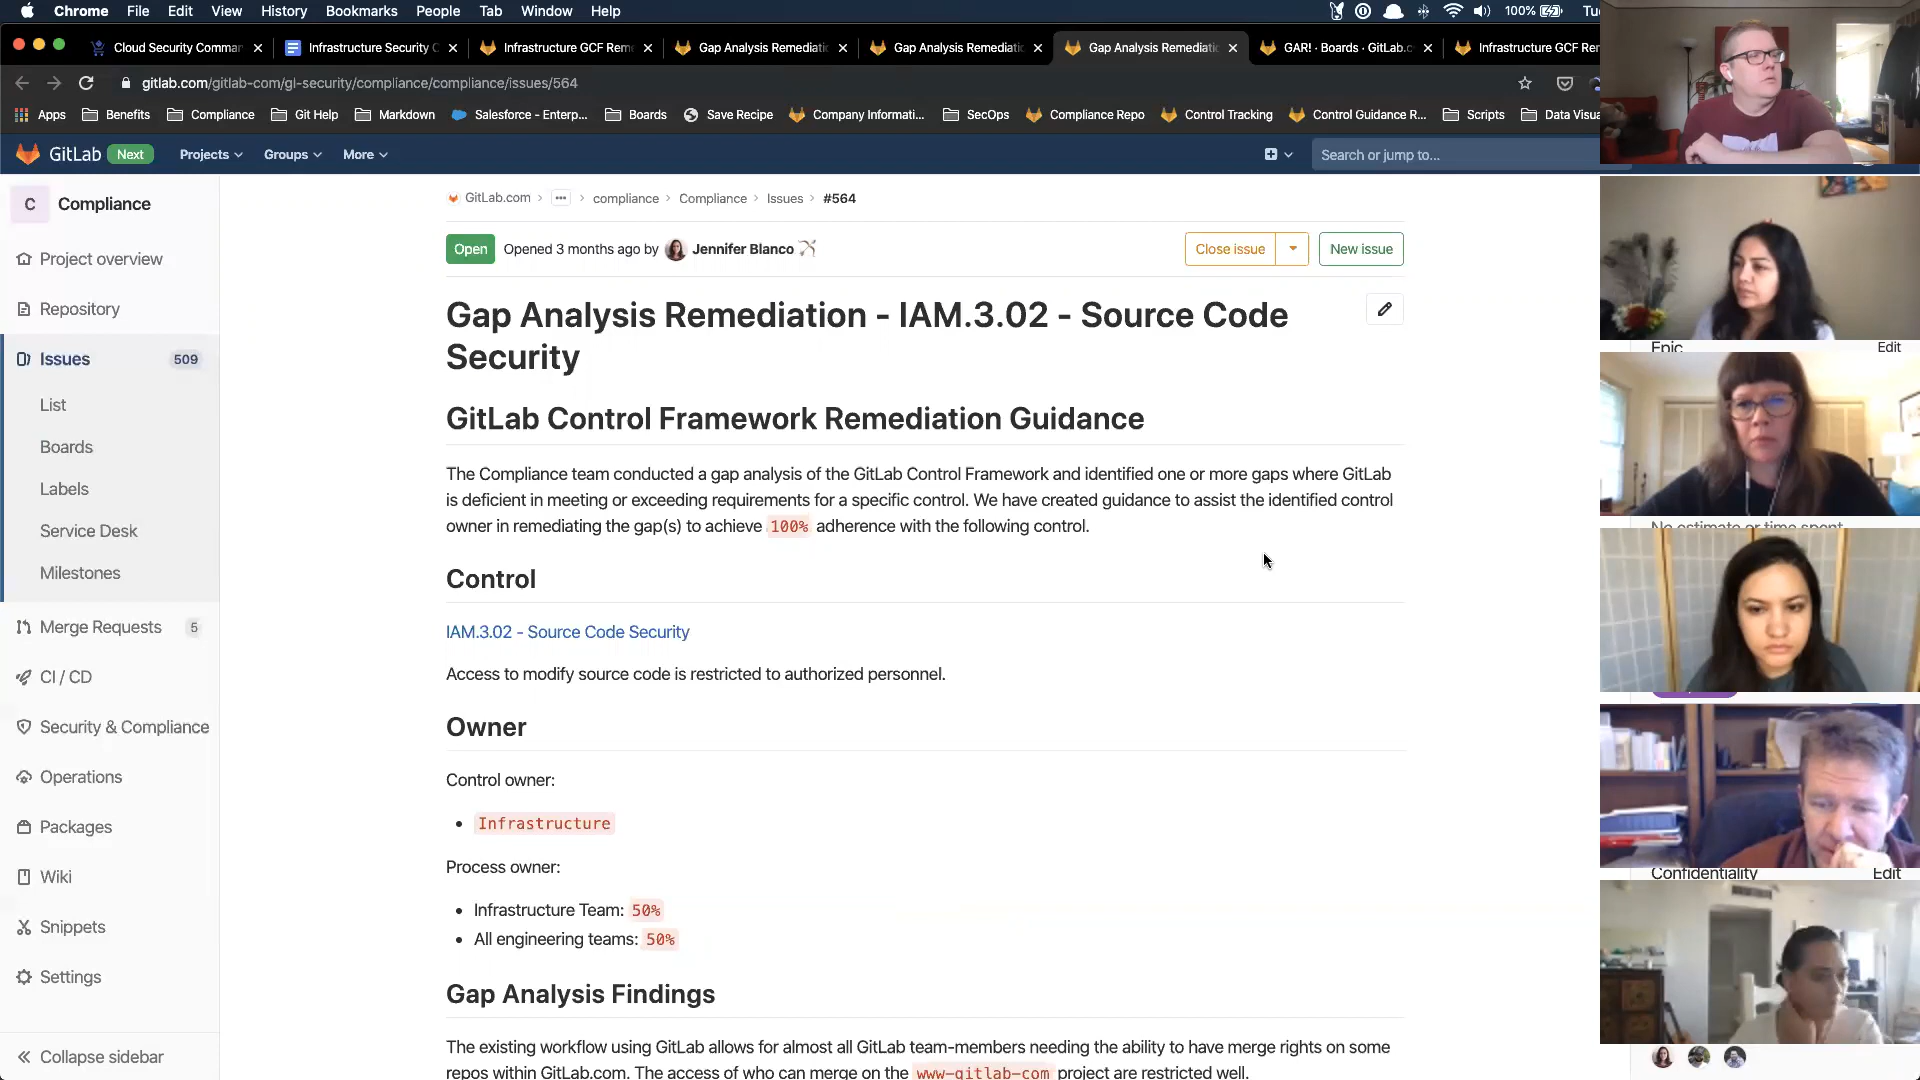 Chrome File Edit View History Bookmarks People Tab Window Help 100% Tu
Cloud Security Comman Infrastructure Security C Infrastructure GCF Rem Gap Analysis Remediatio Gap Analysis Remediatio Gap Analysis Remediatio GAR! · Boards · GitLab.c Infrastructure GCF Re
gitlab.com/gitlab-com/gl-security/compliance/compliance/issues/564
Apps Benefits Compliance Git Help Markdown Salesforce - Enterp... Boards Save Recipe Company Informati... SecOps Compliance Repo Control Tracking Control Guidance R... Scripts Data Visua
GitLab Next Projects Groups More Search or jump to...
C Compliance
Project overview
Repository
Issues 509
List
Boards
Labels
Service Desk
Milestones
Merge Requests 5
CI / CD
Security & Compliance
Operations
Packages
Wiki
Snippets
Settings
Collapse sidebar
GitLab.com > ... > compliance > Compliance > Issues > #564
Open Opened 3 months ago by Jennifer Blanco Close issue New issue
Gap Analysis Remediation - IAM.3.02 - Source Code
Security
GitLab Control Framework Remediation Guidance
The Compliance team conducted a gap analysis of the GitLab Control Framework and identified one or more gaps where GitLab
is deficient in meeting or exceeding requirements for a specific control. We have created guidance to assist the identified control
owner in remediating the gap(s) to achieve 100% adherence with the following control.
Control
IAM.3.02 - Source Code Security
Access to modify source code is restricted to authorized personnel.
Owner
Control owner:
• Infrastructure
Process owner:
• Infrastructure Team: 50%
• All engineering teams: 50%
Gap Analysis Findings
The existing workflow using GitLab allows for almost all GitLab team-members needing the ability to have merge rights on some
repos within GitLab.com. The access of who can merge on the www-gitlab-com project are restricted well.
Epic Edit
No estimate or time spent
Confidentiality Edit